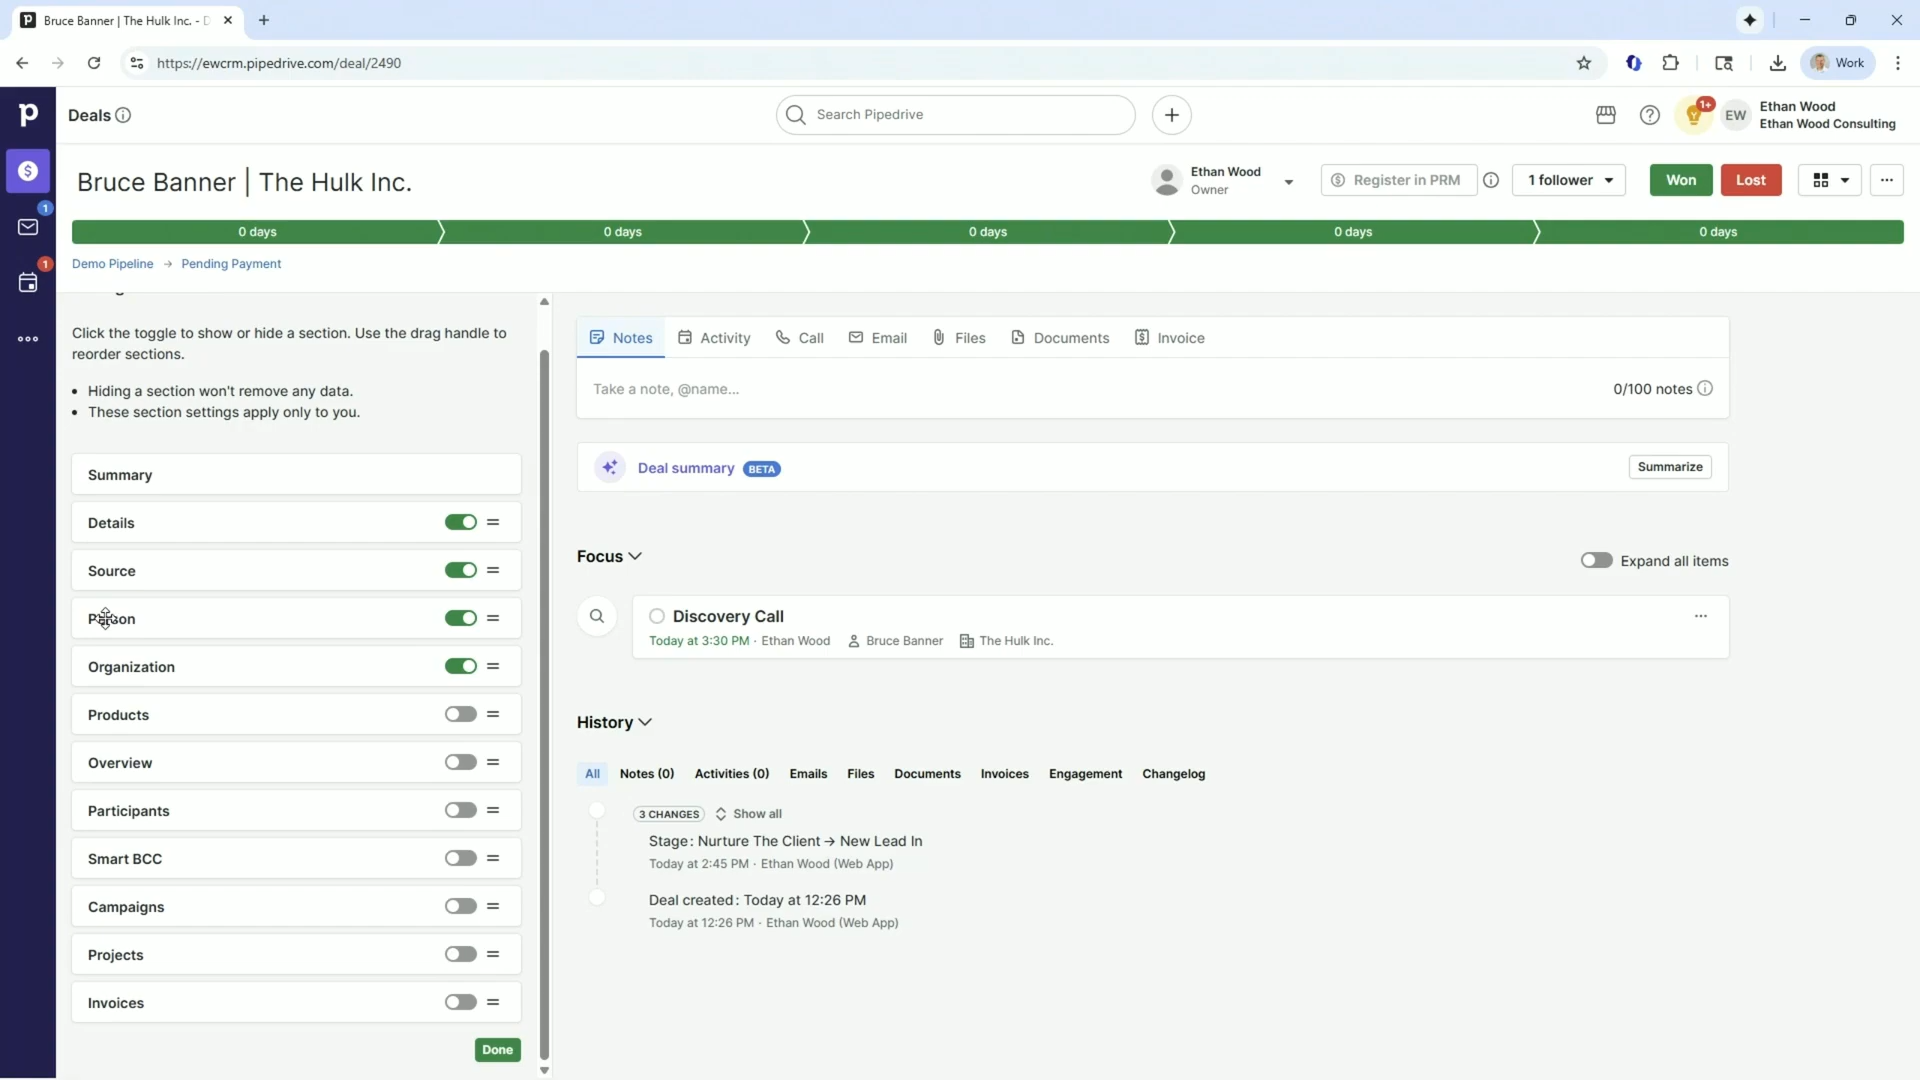 Bruce Banner | The Hulk Inc. - D
https://ewcrm.pipedrive.com/deal/2490
Work
p
Deals
Search Pipedrive
1+
EW
Ethan Wood
Ethan Wood Consulting
Bruce Banner | The Hulk Inc.
Ethan Wood
Owner
Register in PRM
1 follower
Won
Lost
1
0 days
0 days
0 days
0 days
0 days
1
Demo Pipeline → Pending Payment
Click the toggle to show or hide a section. Use the drag handle to
reorder sections.
• Hiding a section won't remove any data.
• These section settings apply only to you.
Summary
Details
Source
Person
Organization
Products
Overview
Participants
Smart BCC
Campaigns
Projects
Invoices
Done
Notes
Activity
Call
Email
Files
Documents
Invoice
Take a note, @name...
0/100 notes
Deal summary BETA
Summarize
Focus
Expand all items
Discovery Call
Today at 3:30 PM · Ethan Wood Bruce Banner The Hulk Inc.
History
All
Notes (0)
Activities (0)
Emails
Files
Documents
Invoices
Engagement
Changelog
3 CHANGES Show all
Stage: Nurture The Client → New Lead In
Today at 2:45 PM · Ethan Wood (Web App)
Deal created: Today at 12:26 PM
Today at 12:26 PM · Ethan Wood (Web App)